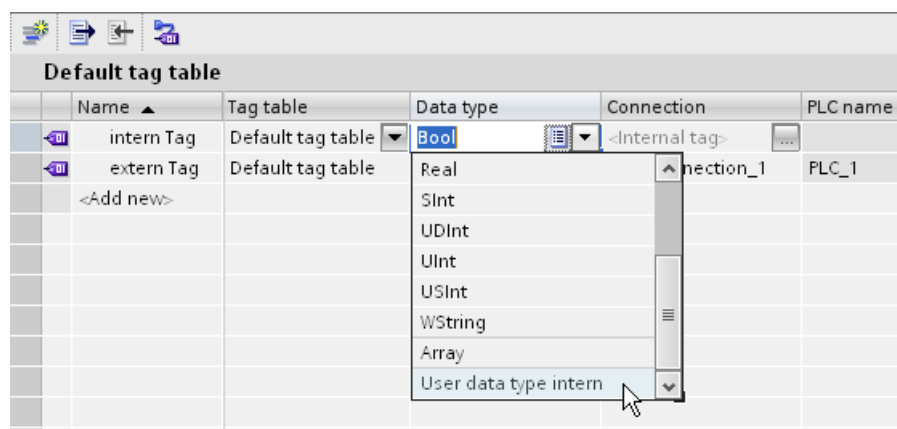 Default tag table
Name Tag table Data type Connection PLC name
intern Tag Default tag table Bool <Internal tag> ...
extern Tag Default tag table nection_1 PLC_1
<Add new>
Real
SInt
UDInt
UInt
USInt
WString
Array
User data type intern